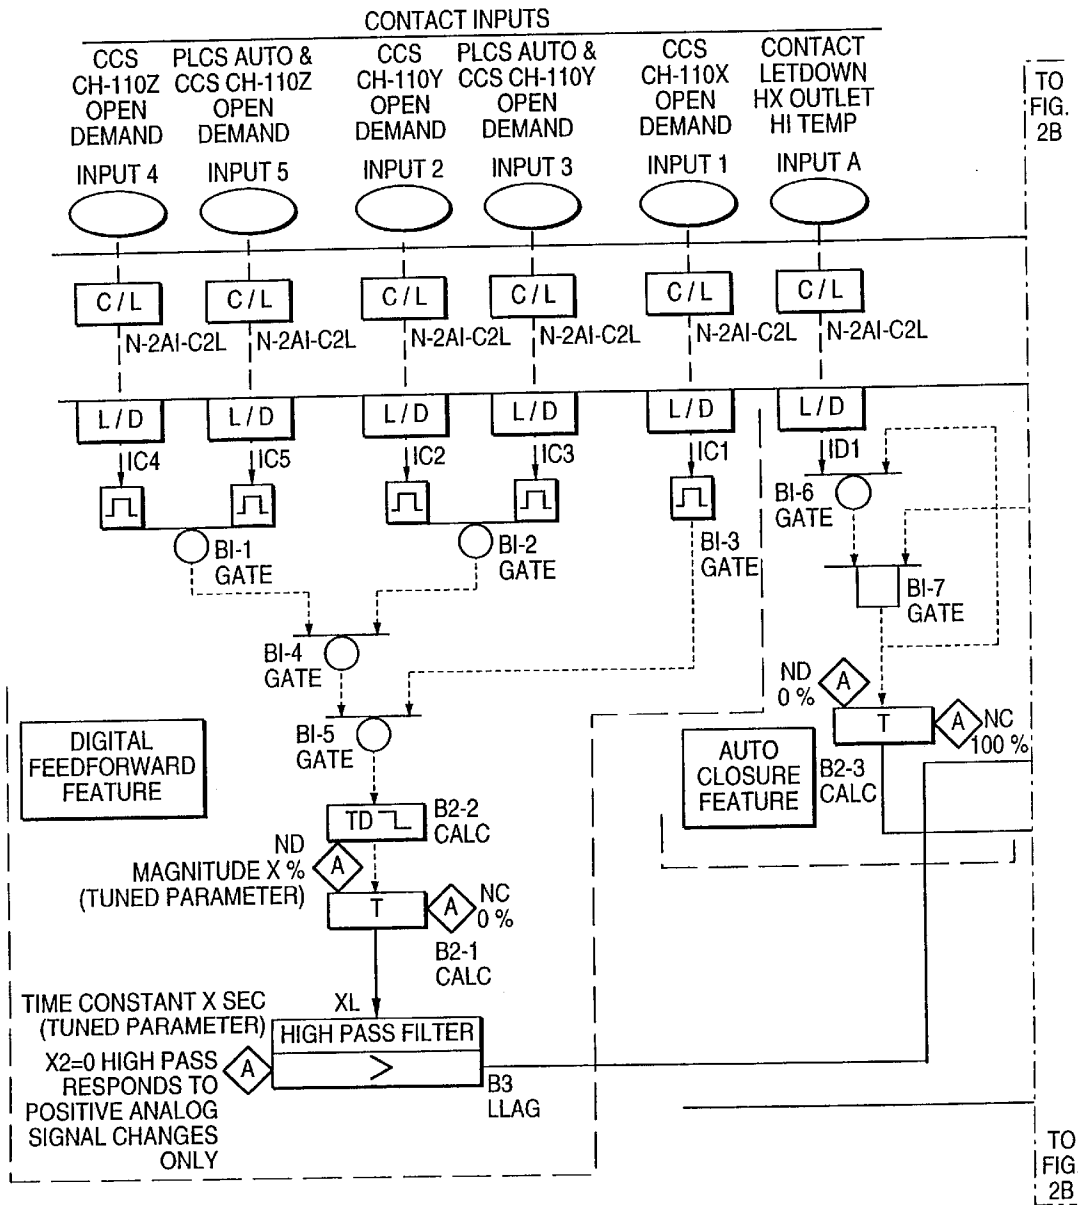 CONTACT INPUTS
CCS
CH-110Z
OPEN
DEMAND
PLCS AUTO &
CCS CH-110Z
OPEN
DEMAND
CCS
CH-110Y
OPEN
DEMAND
PLCS AUTO &
CCS CH-110Y
OPEN
DEMAND
CCS
CH-110X
OPEN
DEMAND
CONTACT
LETDOWN
HX OUTLET
HI TEMP
TO
FIG.
2B
INPUT 4
INPUT 5
INPUT 2
INPUT 3
INPUT 1
INPUT A
C / L
C / L
C / L
C / L
C / L
C / L
N-2AI-C2L
N-2AI-C2L
N-2AI-C2L
N-2AI-C2L
N-2AI-C2L
N-2AI-C2L
L / D
L / D
L / D
L / D
L / D
L / D
IC4
IC5
IC2
IC3
IC1
ID1
BI-1
GATE
BI-2
GATE
BI-3
GATE
BI-6
GATE
BI-7
GATE
BI-4
GATE
BI-5
GATE
ND
0 %
A
T
A
NC
100 %
B2-3
CALC
DIGITAL
FEEDFORWARD
FEATURE
AUTO
CLOSURE
FEATURE
TD
B2-2
CALC
ND
MAGNITUDE X %
(TUNED PARAMETER)
A
T
A
NC
0 %
B2-1
CALC
TIME CONSTANT X SEC
(TUNED PARAMETER)
XL
HIGH PASS FILTER
>
X2=0 HIGH PASS
RESPONDS TO
POSITIVE ANALOG
SIGNAL CHANGES
ONLY
A
B3
LLAG
TO
FIG.
2B